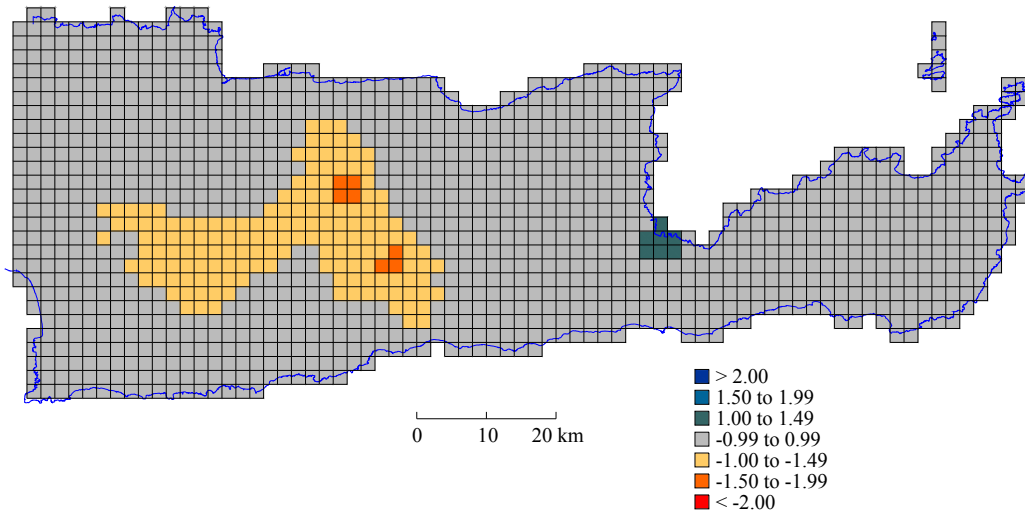 > 2.00
1.50 to 1.99
1.00 to 1.49
-0.99 to 0.99
-1.00 to -1.49
-1.50 to -1.99
< -2.00
0 10 20 km